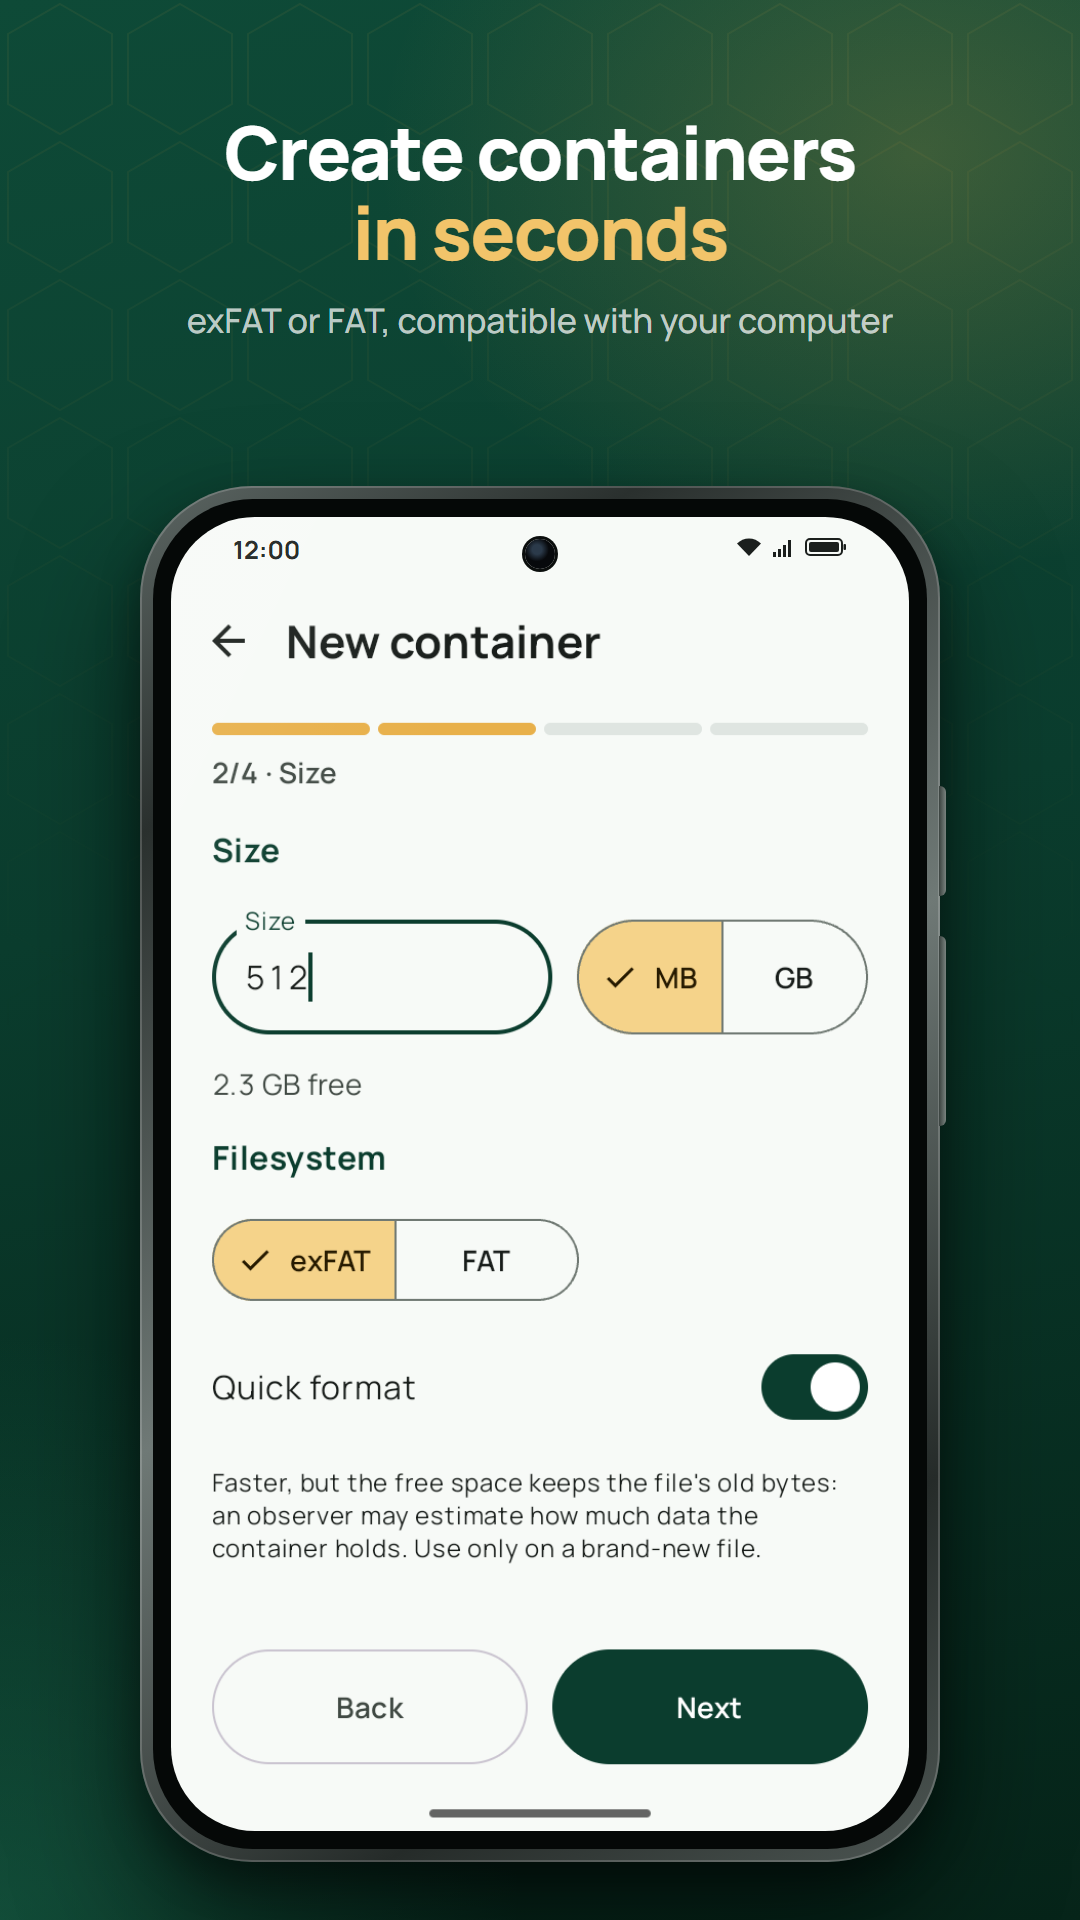 Create containers
in seconds
exFAT or FAT, compatible with your computer
12:00
New container
2/4 · Size
Size
Size
512
MB
GB
2.3 GB free
Filesystem
exFAT
FAT
Quick format
Faster, but the free space keeps the file's old bytes:
an observer may estimate how much data the
container holds. Use only on a brand-new file.
Back
Next